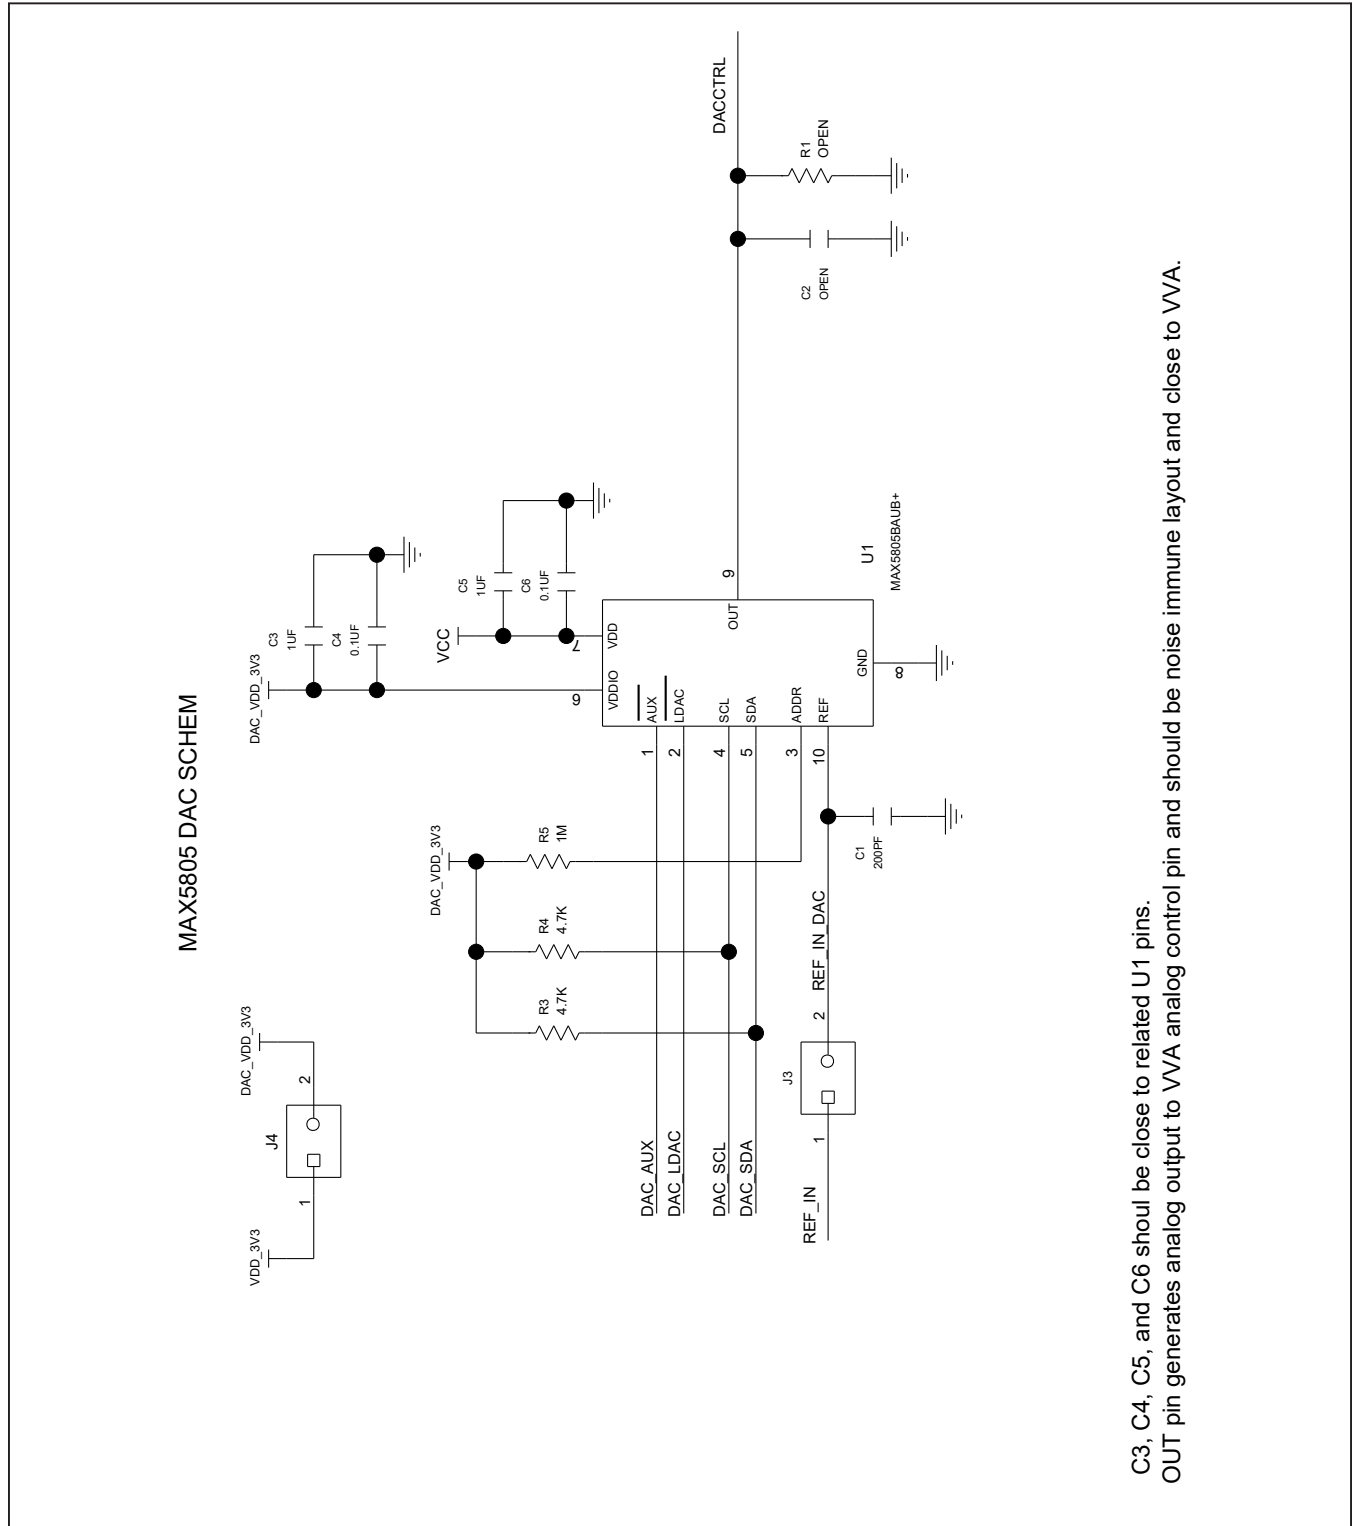 MAX5805 DAC SCHEM
VDD_3V3
1
J4
2
DAC_VDD_3V3
DAC_VDD_3V3
C3
1UF
C4
0.1UF
VCC
C5
1UF
C6
0.1UF
DAC_VDD_3V3
R3
4.7K
R4
4.7K
R5
1M
6
7
VDDIO
VDD
DAC_AUX
1
AUX
DAC_LDAC
2
LDAC
DAC_SCL
4
SCL
DAC_SDA
5
SDA
3
ADDR
REF_IN
1
J3
2
REF_IN_DAC
10
REF
C1
200PF
OUT
9
GND
8
U1
MAX5805BAUB+
DACCTRL
C2
OPEN
R1
OPEN
C3, C4, C5, and C6 shoul be close to related U1 pins.
OUT pin generates analog output to VVA analog control pin and should be noise immune layout and close to VVA.